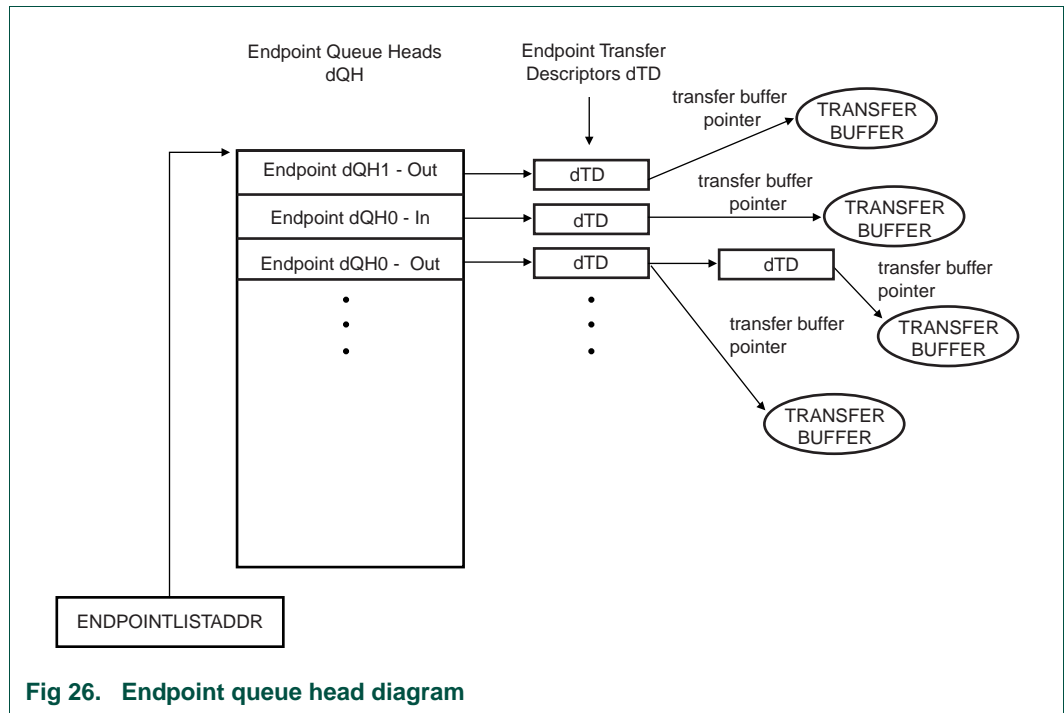 Endpoint Queue Heads
dQH
Endpoint Transfer
Descriptors dTD
transfer buffer
pointer
TRANSFER
BUFFER
Endpoint dQH1 - Out
dTD
transfer buffer
pointer
TRANSFER
BUFFER
Endpoint dQH0 - In
dTD
Endpoint dQH0 - Out
dTD
dTD
transfer buffer
pointer
TRANSFER
BUFFER
transfer buffer
pointer
TRANSFER
BUFFER
ENDPOINTLISTADDR
Fig 26. Endpoint queue head diagram